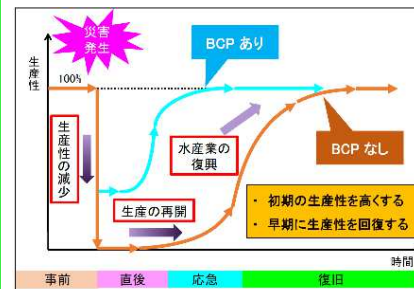 災害
発生
BCP あり
生産性
100%
生産性の減少
水産業の
復興
BCP なし
生産の再開
・ 初期の生産性を高くする
・ 早期に生産性を回復する
時間
事前
直後
応急
復旧